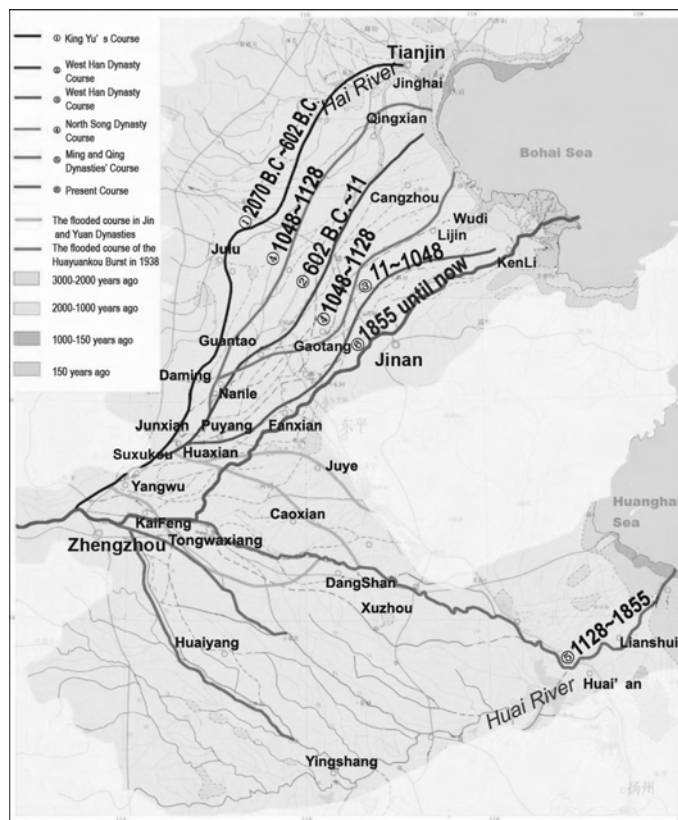 ① King Yu' s Course
② West Han Dynasty
Course
③ West Han Dynasty
Course
④ North Song Dynasty
Course
⑤ Ming and Qing
Dynasties' Course
⑥ Present Course
The flooded course in Jin
and Yuan Dynasties
The flooded course of the
Huayuankou Burst in 1938
3000-2000 years ago
2000-1000 years ago
1000-150 years ago
150 years ago
Tianjin
Hai River
Jinghai
Qingxian
①2070 B.C.~602 B.C.
④1048~1128
②602 B.C.~11
④1048~1128
③11~1048
⑥1855 until now
Bohai Sea
Cangzhou
Wudi
Lijin
KenLi
Julu
Guantao
Gaotang
Jinan
Daming
Nanle
Junxian
Puyang
Fanxian
东平
Suxukou
Huaxian
Juye
Yangwu
Caoxian
KaiFeng
Zhengzhou
Tongwaxiang
Huanghai
Sea
DangShan
Xuzhou
⑤1128~1855
Huaiyang
Lianshui
Huai' an
Huai River
Yingshang
扬州